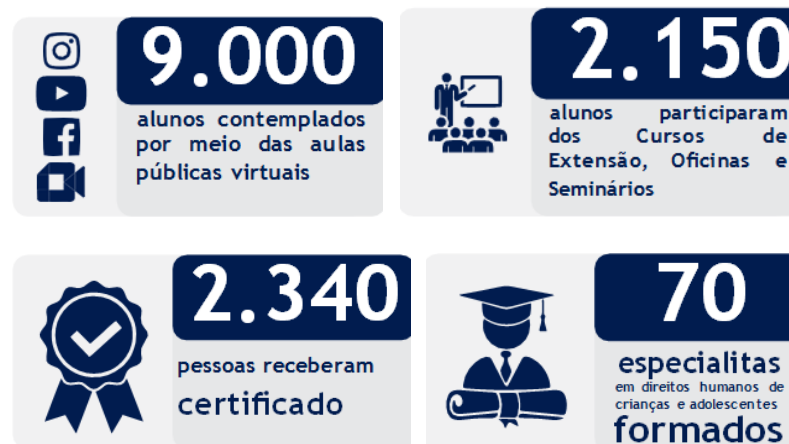 9.000
alunos contemplados
por meio das aulas
públicas virtuais
2.150
alunos participaram
dos Cursos de
Extensão, Oficinas e
Seminários
2.340
pessoas receberam
certificado
70
especialitas
em direitos humanos de
crianças e adolescentes
formados